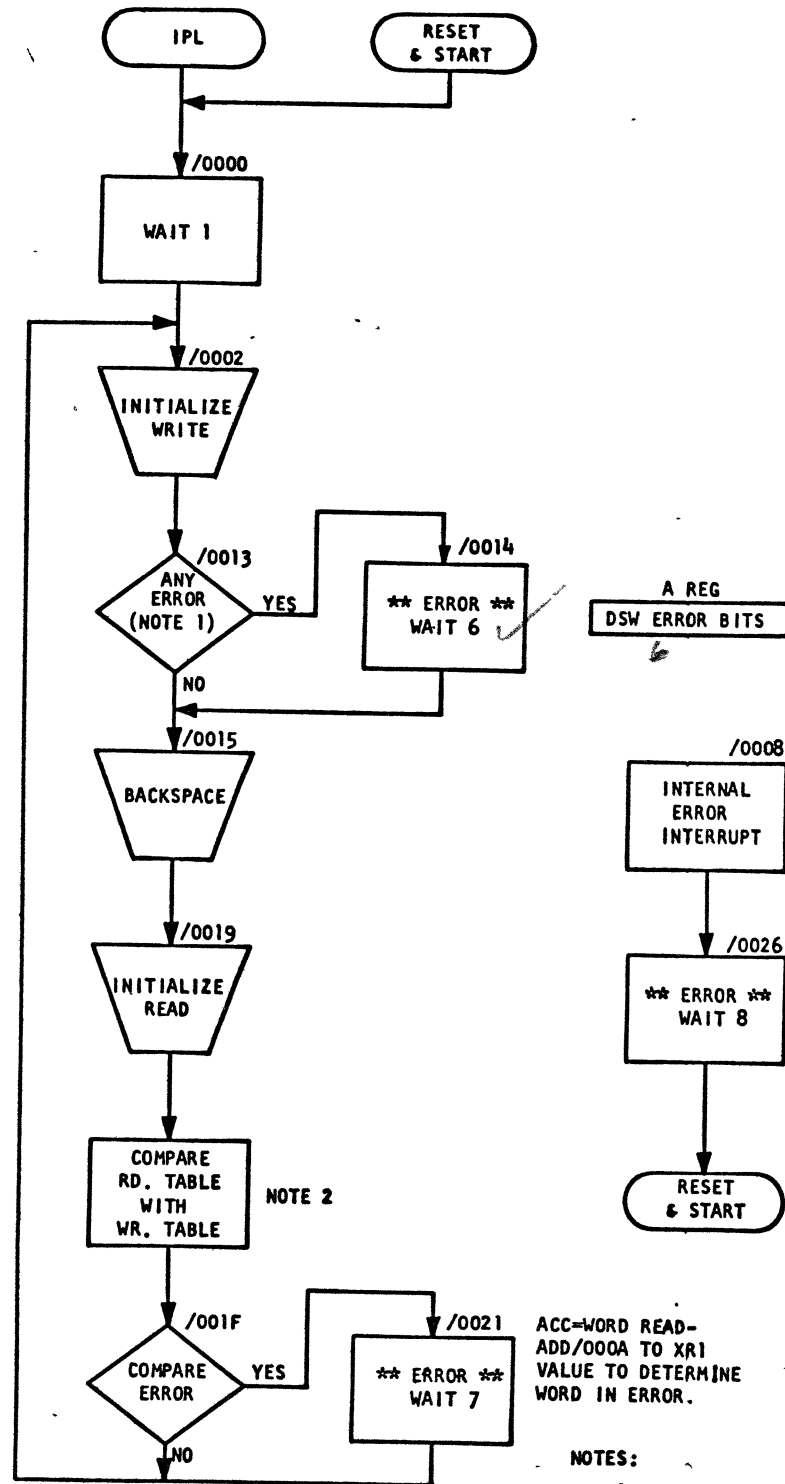 IPL
RESET
& START
/0000
WAIT 1
/0002
INITIALIZE
WRITE
/0013
ANY
ERROR
(NOTE 1)
YES
NO
/0014
** ERROR **
WAIT 6
A REG
DSW ERROR BITS
6
/0015
BACKSPACE
/0008
INTERNAL
ERROR
INTERRUPT
/0019
INITIALIZE
READ
/0026
** ERROR **
WAIT 8
COMPARE
RD. TABLE
WITH
WR. TABLE
NOTE 2
RESET
& START
/001F
COMPARE
ERROR
YES
NO
/0021
** ERROR **
WAIT 7
ACC=WORD READ-
ADD/000A TO XR1
VALUE TO DETERMINE
WORD IN ERROR.
NOTES: